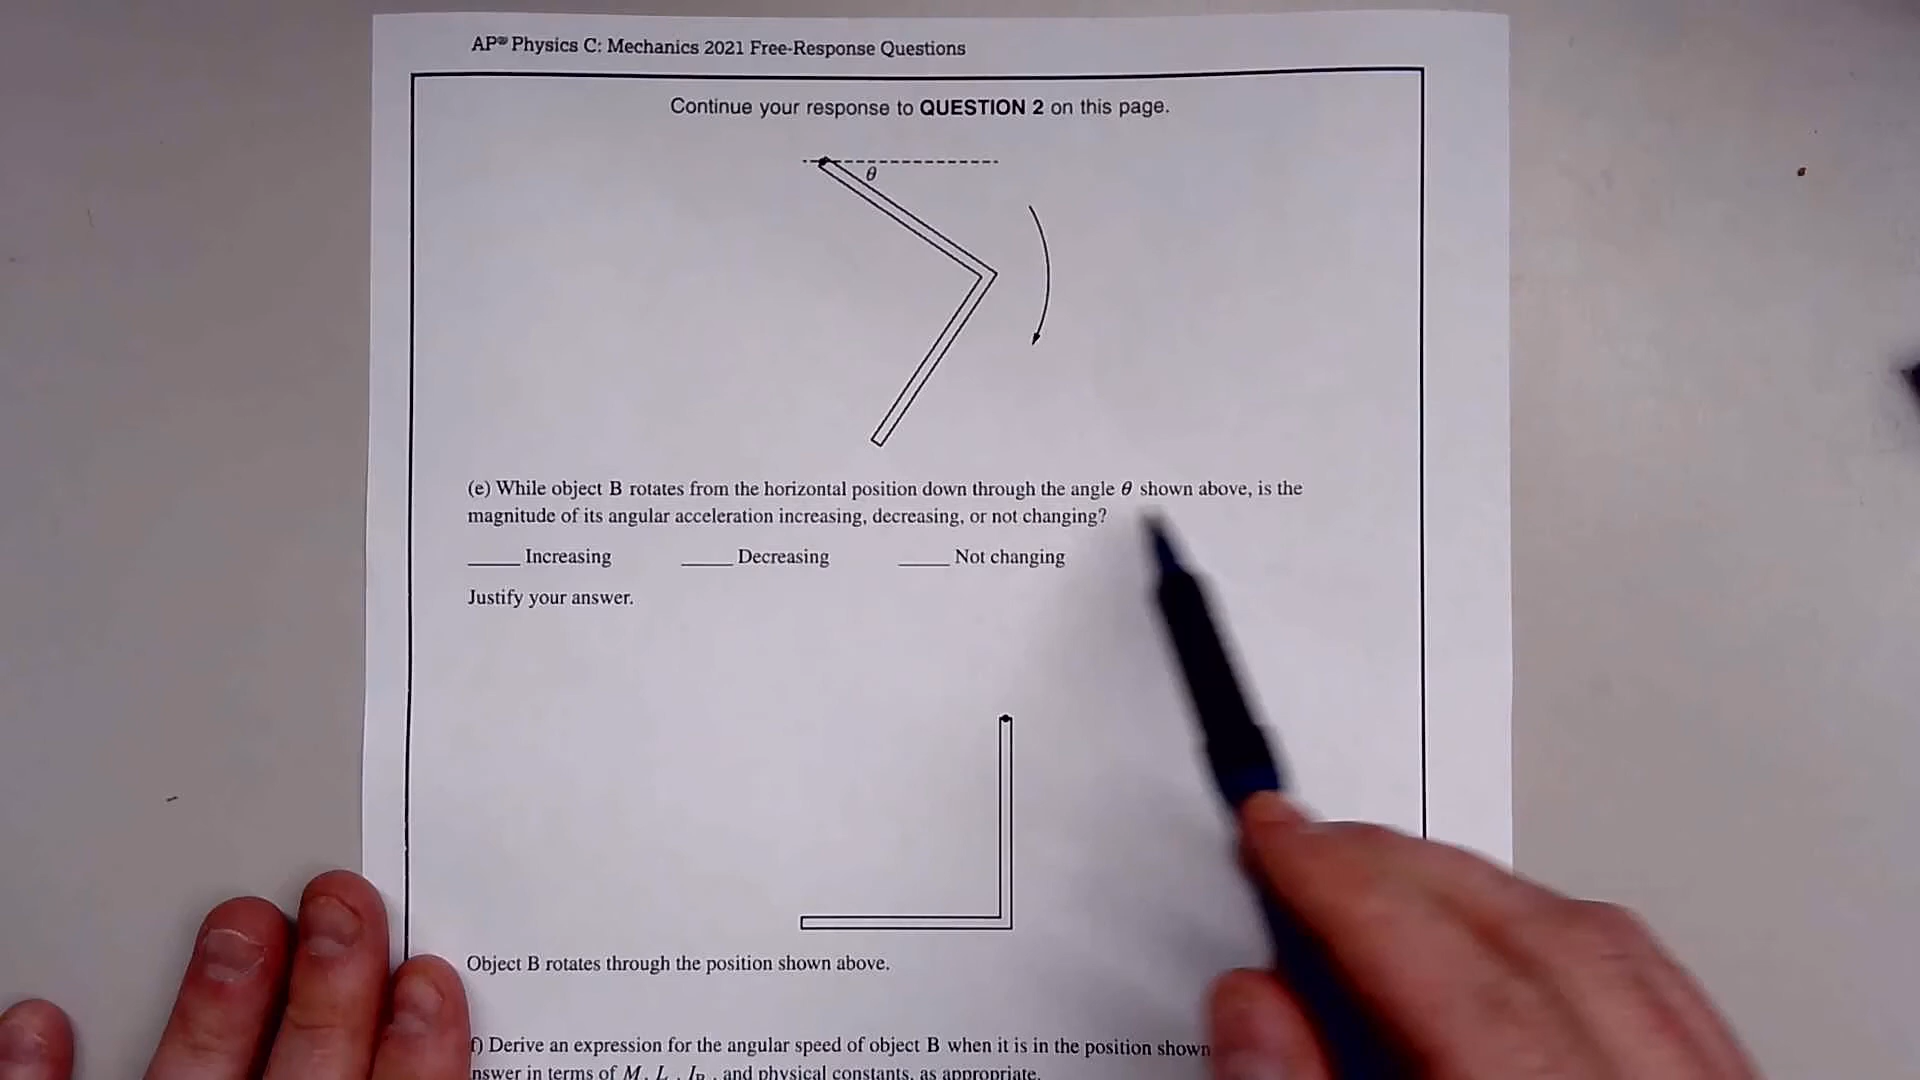 AP® Physics C: Mechanics 2021 Free-Response Questions
Continue your response to QUESTION 2 on this page.
θ
(e) While object B rotates from the horizontal position down through the angle θ shown above, is the
magnitude of its angular acceleration increasing, decreasing, or not changing?
_____ Increasing _____ Decreasing _____ Not changing
Justify your answer.
Object B rotates through the position shown above.
f) Derive an expression for the angular speed of object B when it is in the position shown
nswer in terms of M, L, I_B, and physical constants, as appropriate.